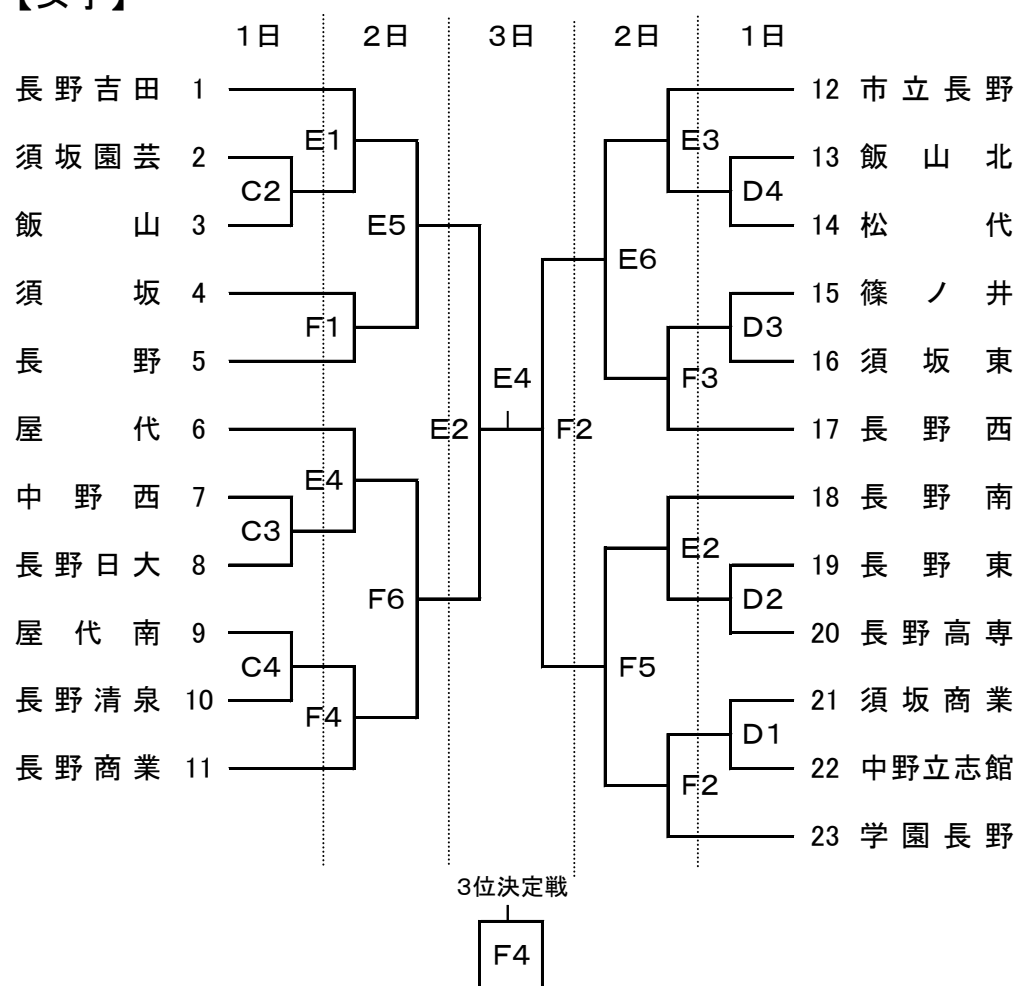 【女子】
1日 2日 3日 2日 1日
長野吉田 1
須坂園芸 2
飯山 3
須坂 4
長野 5
屋代 6
中野西 7
長野日大 8
屋代南 9
長野清泉 10
長野商業 11
C2
C3
C4
E1
F1
E4
F4
E5
F6
E2
E4
F2
E6
F5
E3
F3
E2
F2
D4
D3
D2
D1
12 市立長野
13 飯山北
14 松代
15 篠ノ井
16 須坂東
17 長野西
18 長野南
19 長野東
20 長野高専
21 須坂商業
22 中野立志館
23 学園長野
3位決定戦
F4